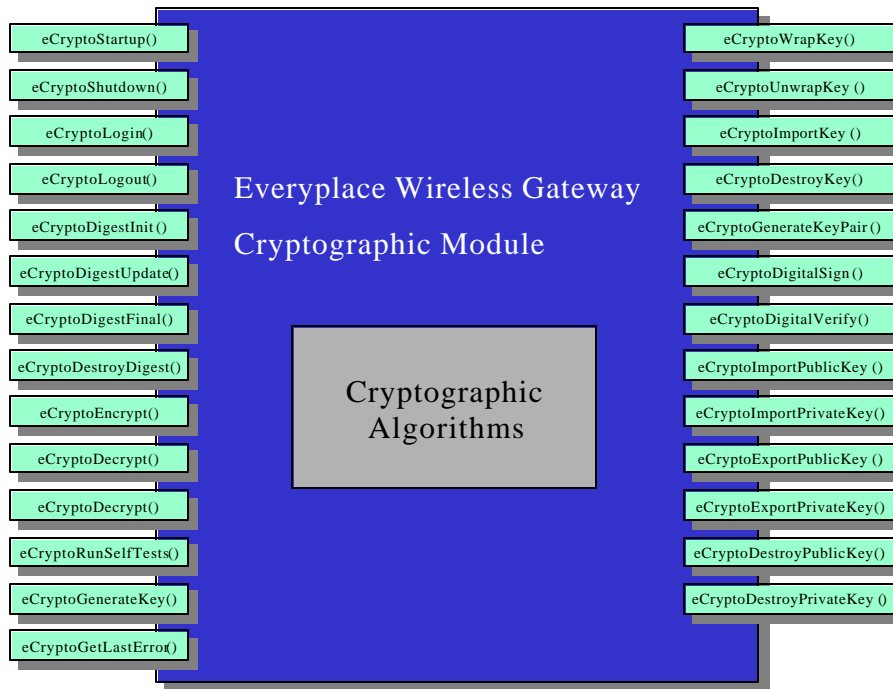 eCryptoStartup()
eCryptoShutdown()
eCryptoLogin()
eCryptoLogout()
eCryptoDigestInit()
eCryptoDigestUpdate()
eCryptoDigestFinal()
eCryptoDestroyDigest()
eCryptoEncrypt()
eCryptoDecrypt()
eCryptoDecrypt()
eCryptoRunSelfTests()
eCryptoGenerateKey()
eCryptoGetLastError()
Everyplace Wireless Gateway
Cryptographic Module
Cryptographic
Algorithms
eCryptoWrapKey()
eCryptoUnwrapKey ()
eCryptoImportKey ()
eCryptoDestroyKey()
eCryptoGenerateKeyPair ()
eCryptoDigitalSign ()
eCryptoDigitalVerify()
eCryptoImportPublicKey ()
eCryptoImportPrivateKey()
eCryptoExportPublicKey ()
eCryptoExportPrivateKey()
eCryptoDestroyPublicKey()
eCryptoDestroyPrivateKey ()